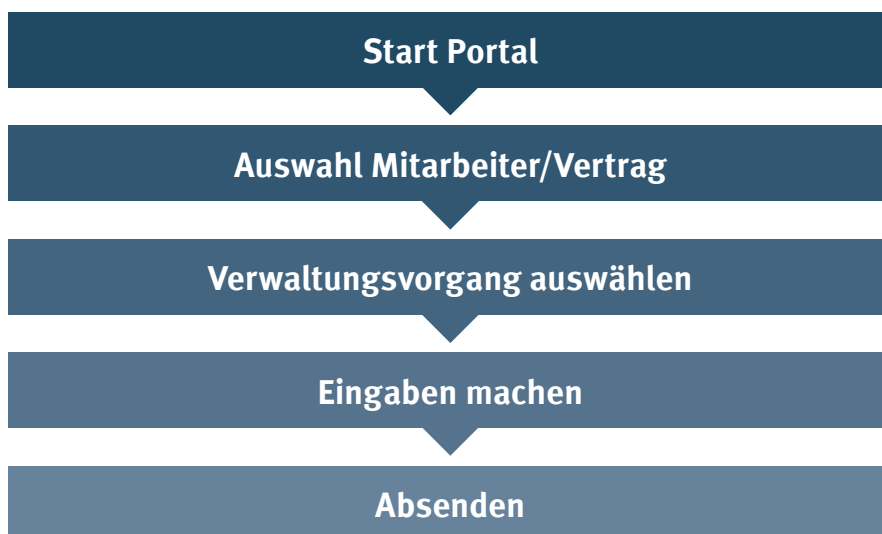 Start Portal
Auswahl Mitarbeiter/Vertrag
Verwaltungsvorgang auswählen
Eingaben machen
Absenden